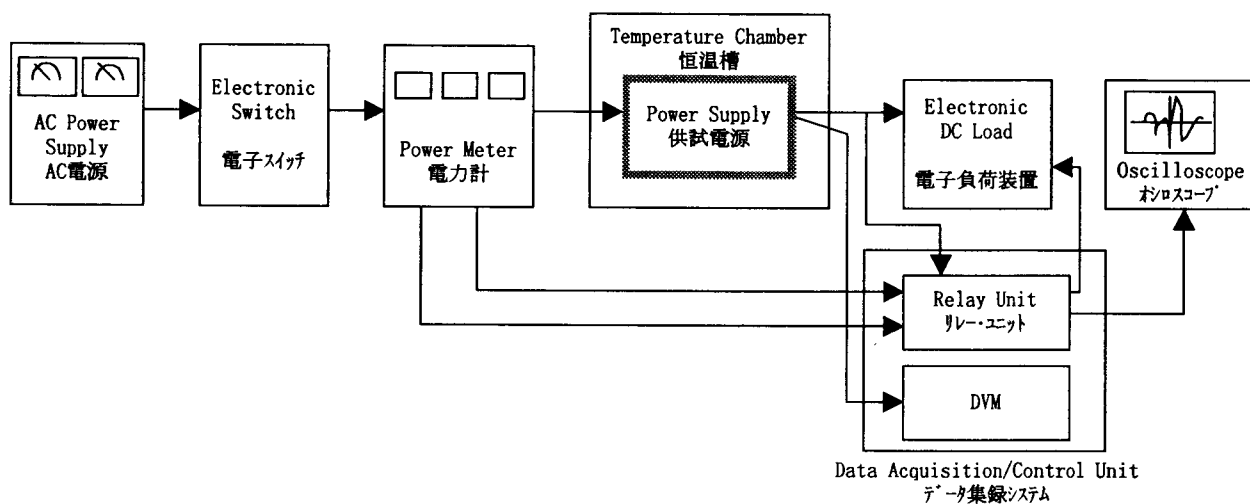 AC Power
Supply
AC電源
Electronic
Switch
電子スイッチ
Power Meter
電力計
Temperature Chamber
恒温槽
Power Supply
供試電源
Electronic
DC Load
電子負荷装置
Oscilloscope
オシロスコープ
Relay Unit
リレー・ユニット
DVM
Data Acquisition/Control Unit
データ集録システム